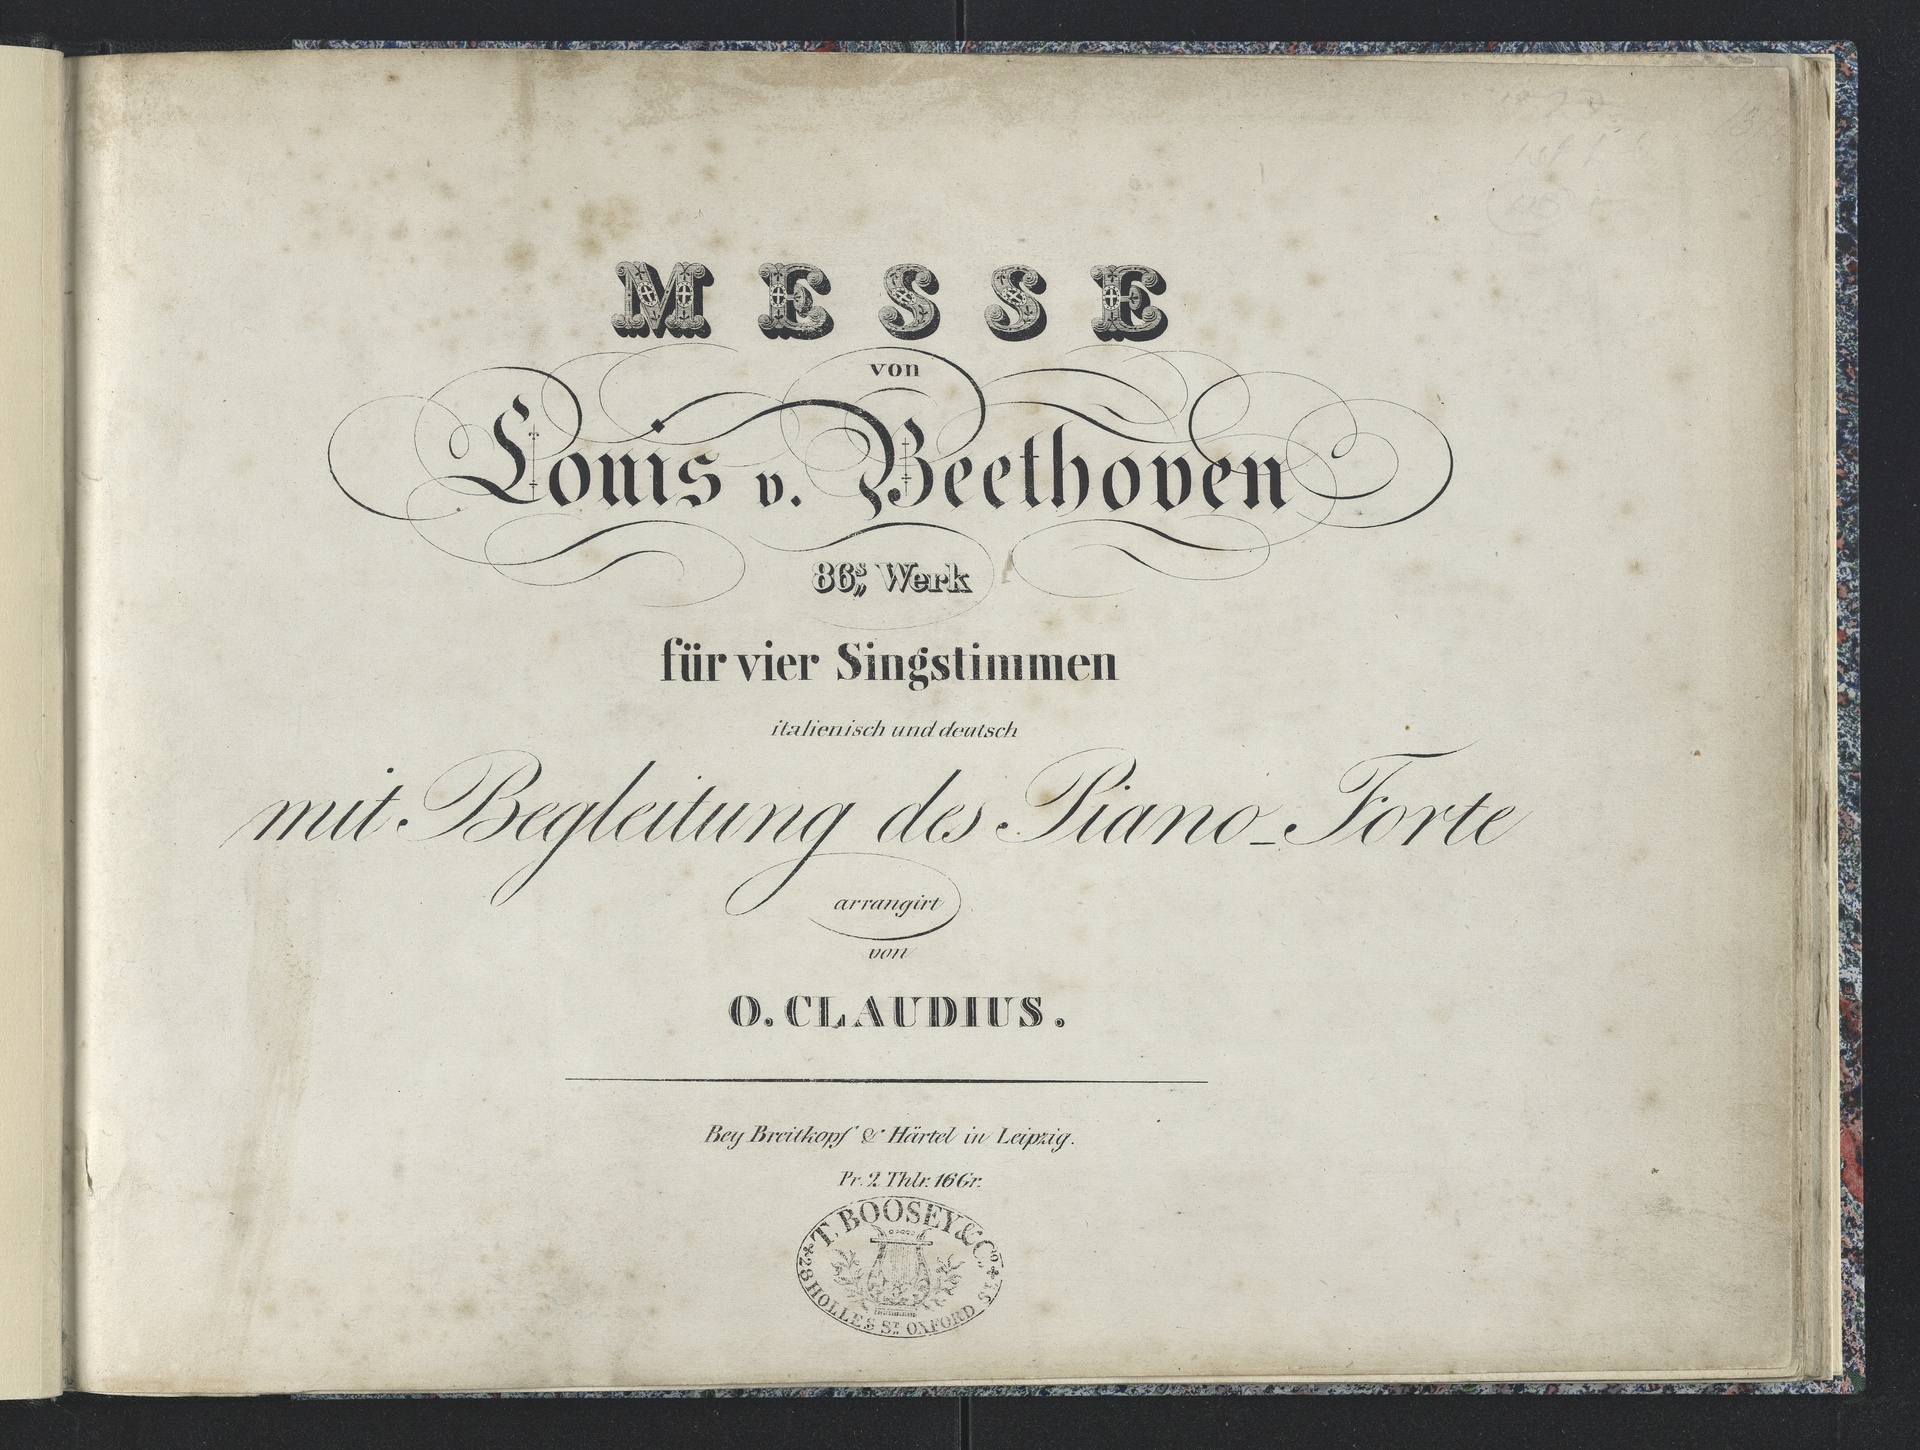 MESSE
von
Louis v. Beethoven
86s Werk
für vier Singstimmen
italienisch und deutsch
mit Begleitung des Piano-Forte
arrangirt
von
O. CLAUDIUS.
Bey Breitkopf & Härtel in Leipzig.
Pr. 2 Thlr. 16 Gr.
T. BOOSEY & Co.
28 HOLLES ST. OXFORD ST.